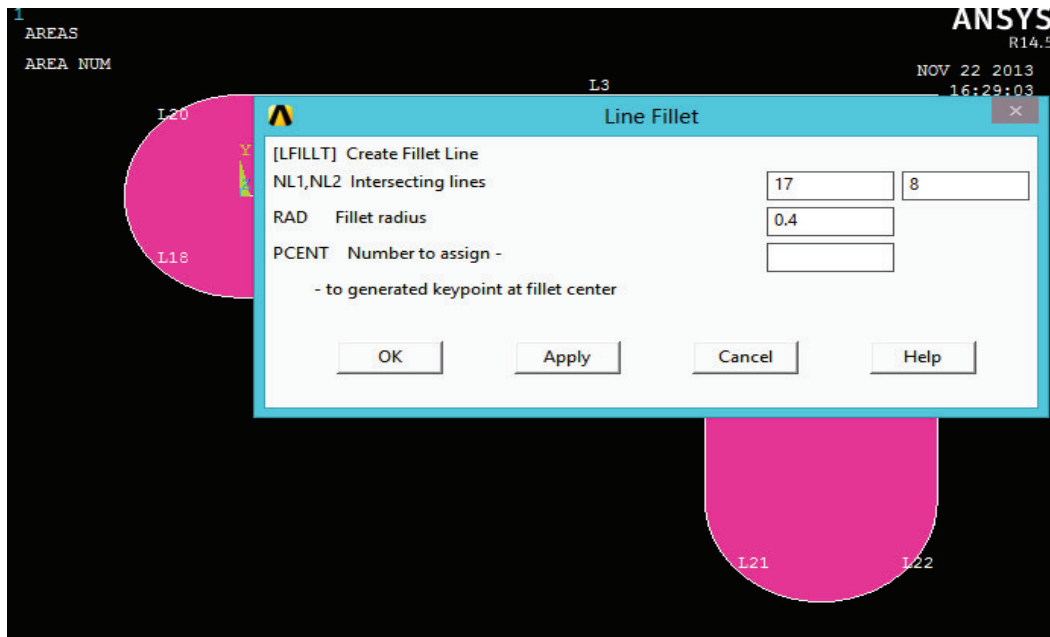 1
AREAS
AREA NUM
ANSYS
R14.5
NOV 22 2013
16:29:03
L3
L20
Y
L18
Line Fillet
[LFILLT] Create Fillet Line
NL1,NL2 Intersecting lines
17
8
RAD Fillet radius
0.4
PCENT Number to assign -
- to generated keypoint at fillet center
OK
Apply
Cancel
Help
L21
L22